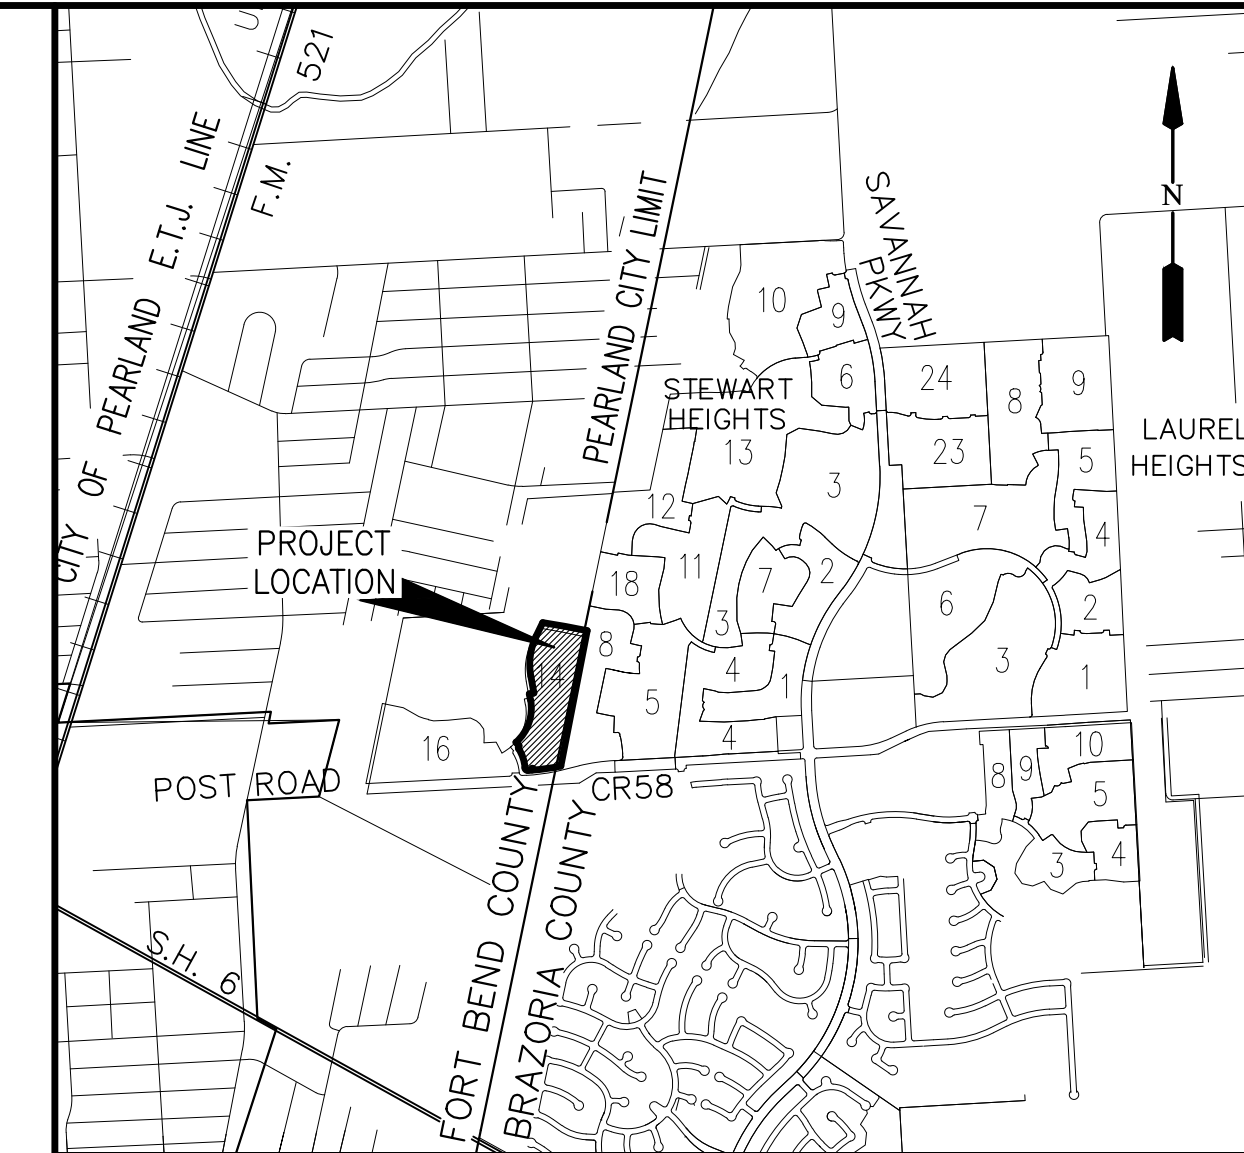 521
F.M.
CITY OF PEARLAND E.T.J. LINE
PEARLAND CITY LIMIT
SAVANNAH
PKWY
N
10
9
6
24
8
9
STEWART
HEIGHTS
13
23
5
LAUREL
HEIGHTS
3
12
7
4
PROJECT
LOCATION
11
18
7
2
6
2
3
8
14
4
3
1
5
1
16
4
10
POST ROAD
CR58
8
9
5
3
4
S.H. 6
FORT BEND COUNTY
BRAZORIA COUNTY